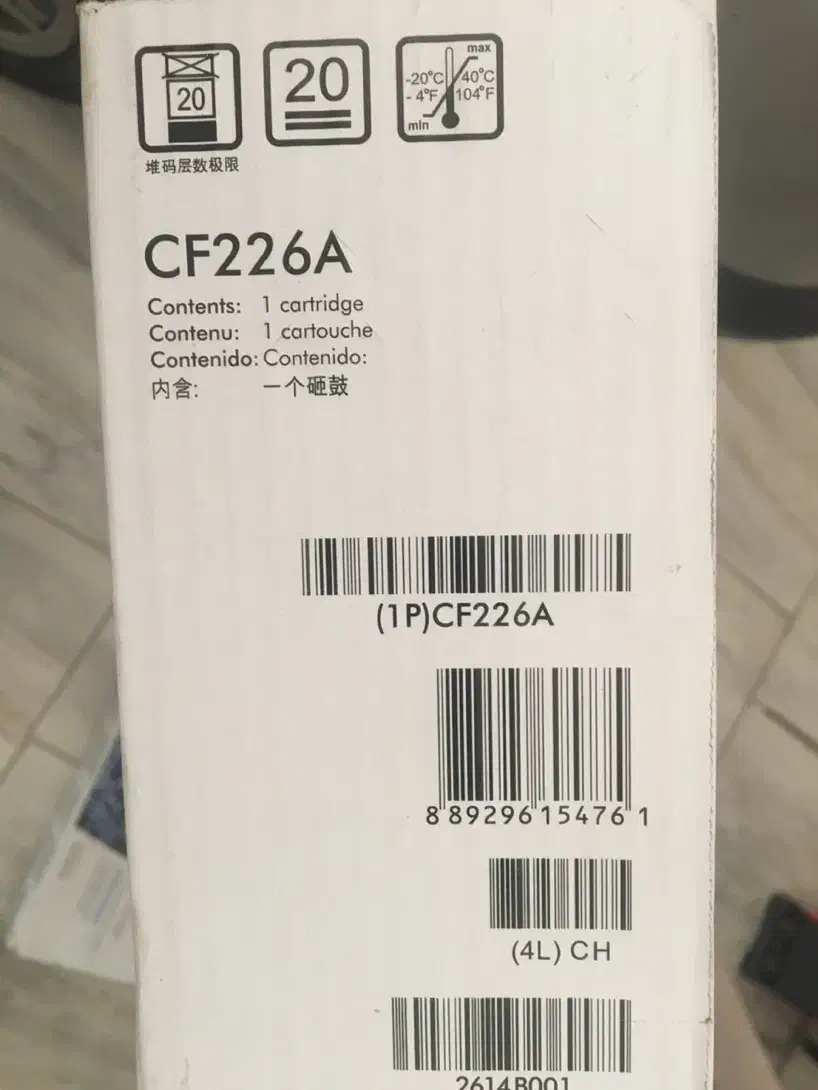 20
堆码层数极限
20
max
-20°C 40°C
- 4°F 104°F
min
CF226A
Contents: 1 cartridge
Contenu: 1 cartouche
Contenido: Contenido:
内含: 一个硒鼓
(1P)CF226A
8 89296 15476 1
(4L) CH
2614B001